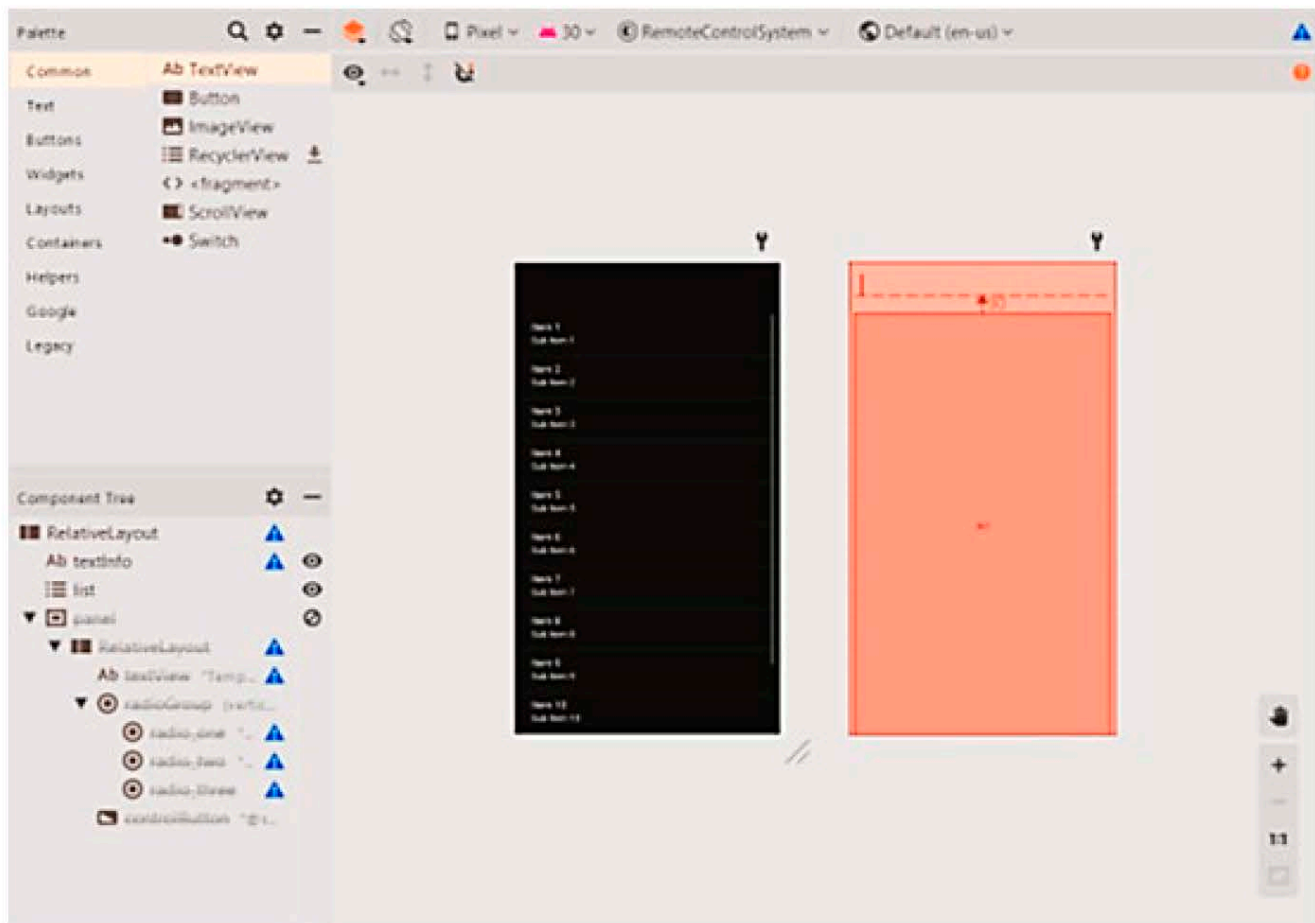 Palette
Pixel 30 RemoteControlSystem Default (en-us)
Common
Text
Buttons
Widgets
Layouts
Containers
Helpers
Google
Legacy
Ab TextView
Button
ImageView
RecyclerView
<fragment>
ScrollView
Switch
Component Tree
RelativeLayout
Ab textInfo
list
panel
RelativeLayout
Ab textView "Temp...
radioGroup
radio_one "...
radio_two "...
radio_three
controlButton
Item 1
Sub Item 1
Item 2
Sub Item 2
Item 3
Sub Item 3
Item 4
Sub Item 4
Item 5
Sub Item 5
Item 6
Sub Item 6
Item 7
Sub Item 7
Item 8
Sub Item 8
Item 9
Sub Item 9
Item 10
Sub Item 10
1:1